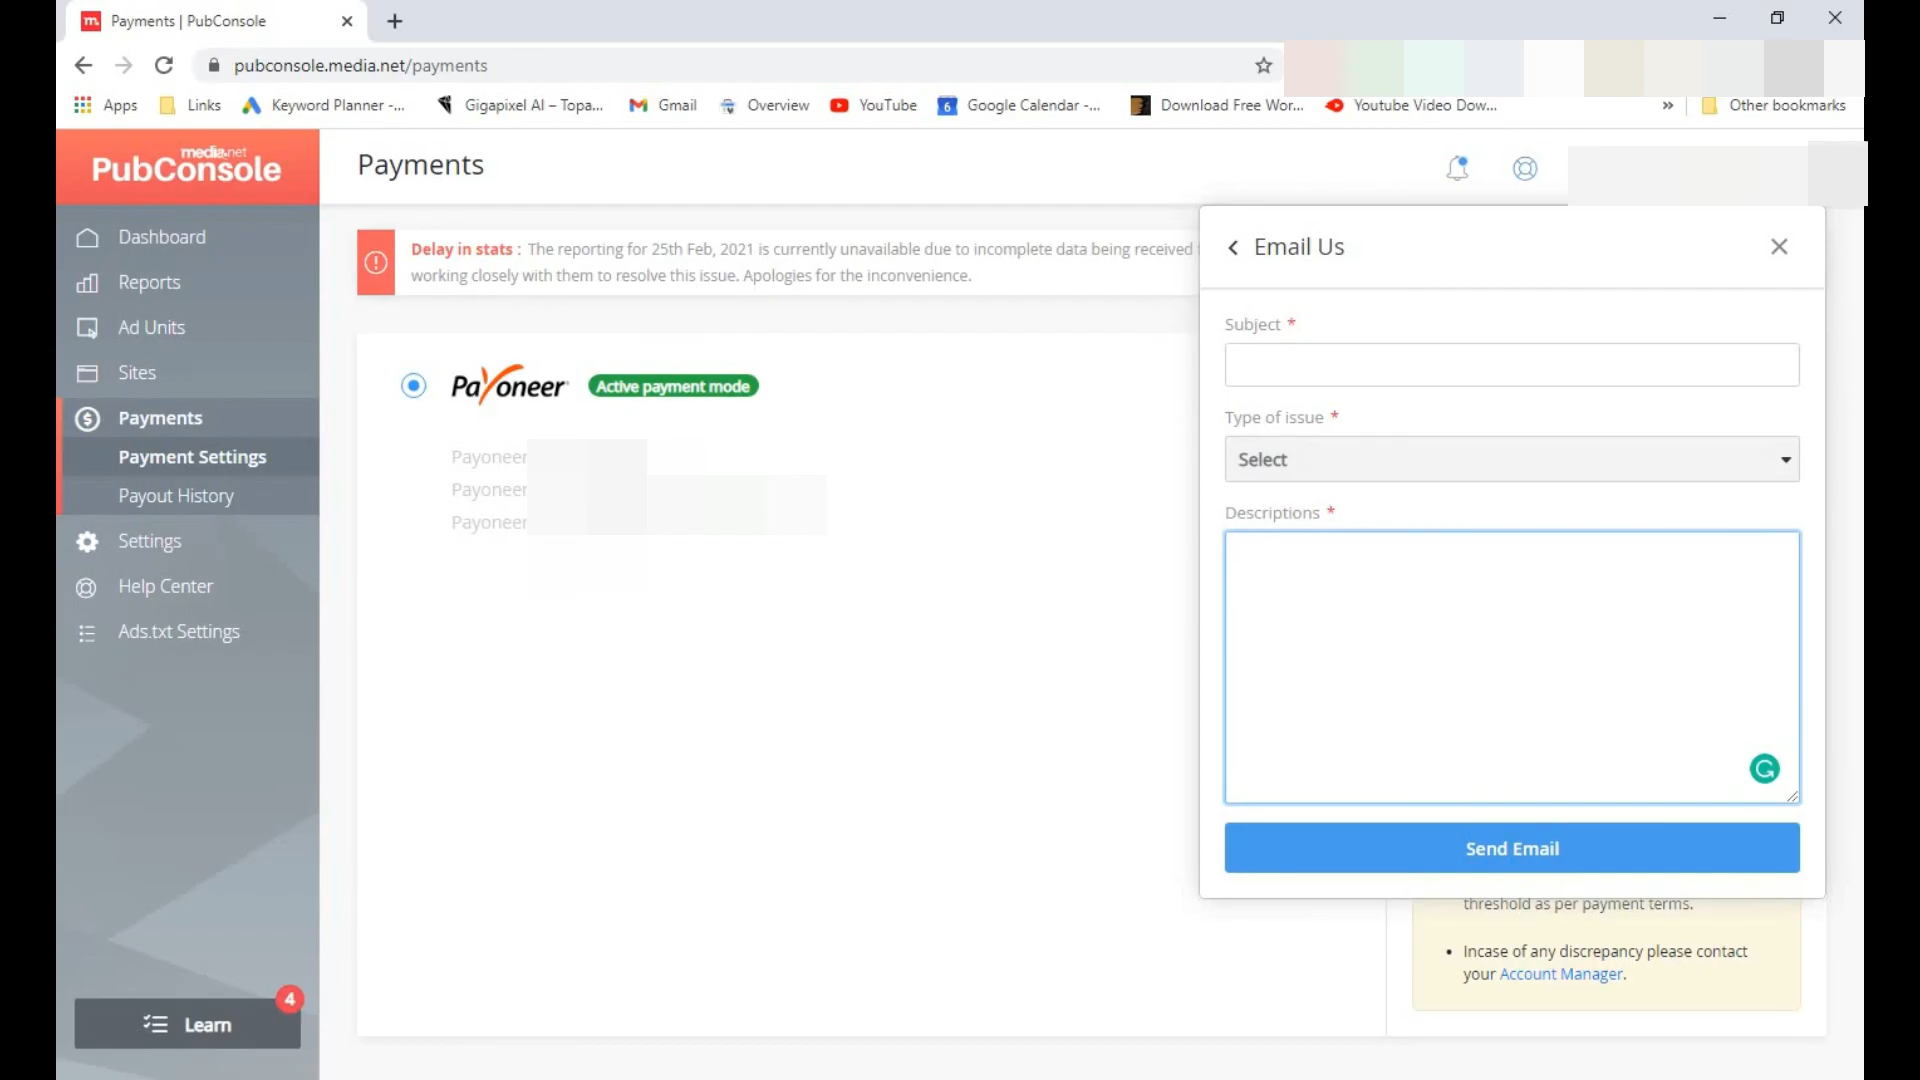 Payments | PubConsole
pubconsole.media.net/payments
Apps
Links
Keyword Planner -...
Gigapixel AI – Topa...
Gmail
Overview
YouTube
6
Google Calendar -...
Download Free Wor...
Youtube Video Dow...
»
Other bookmarks
media.net
PubConsole
Payments
Dashboard
Reports
Ad Units
Sites
Payments
Payment Settings
Payout History
Settings
Help Center
Ads.txt Settings
4
Learn
Delay in stats : The reporting for 25th Feb, 2021 is currently unavailable due to incomplete data being received
working closely with them to resolve this issue. Apologies for the inconvenience.
Payoneer
Active payment mode
Payoneer
Payoneer
Payoneer
Email Us
Subject *
Type of issue *
Select
Descriptions *
Send Email
threshold as per payment terms.
• Incase of any discrepancy please contact
your Account Manager.